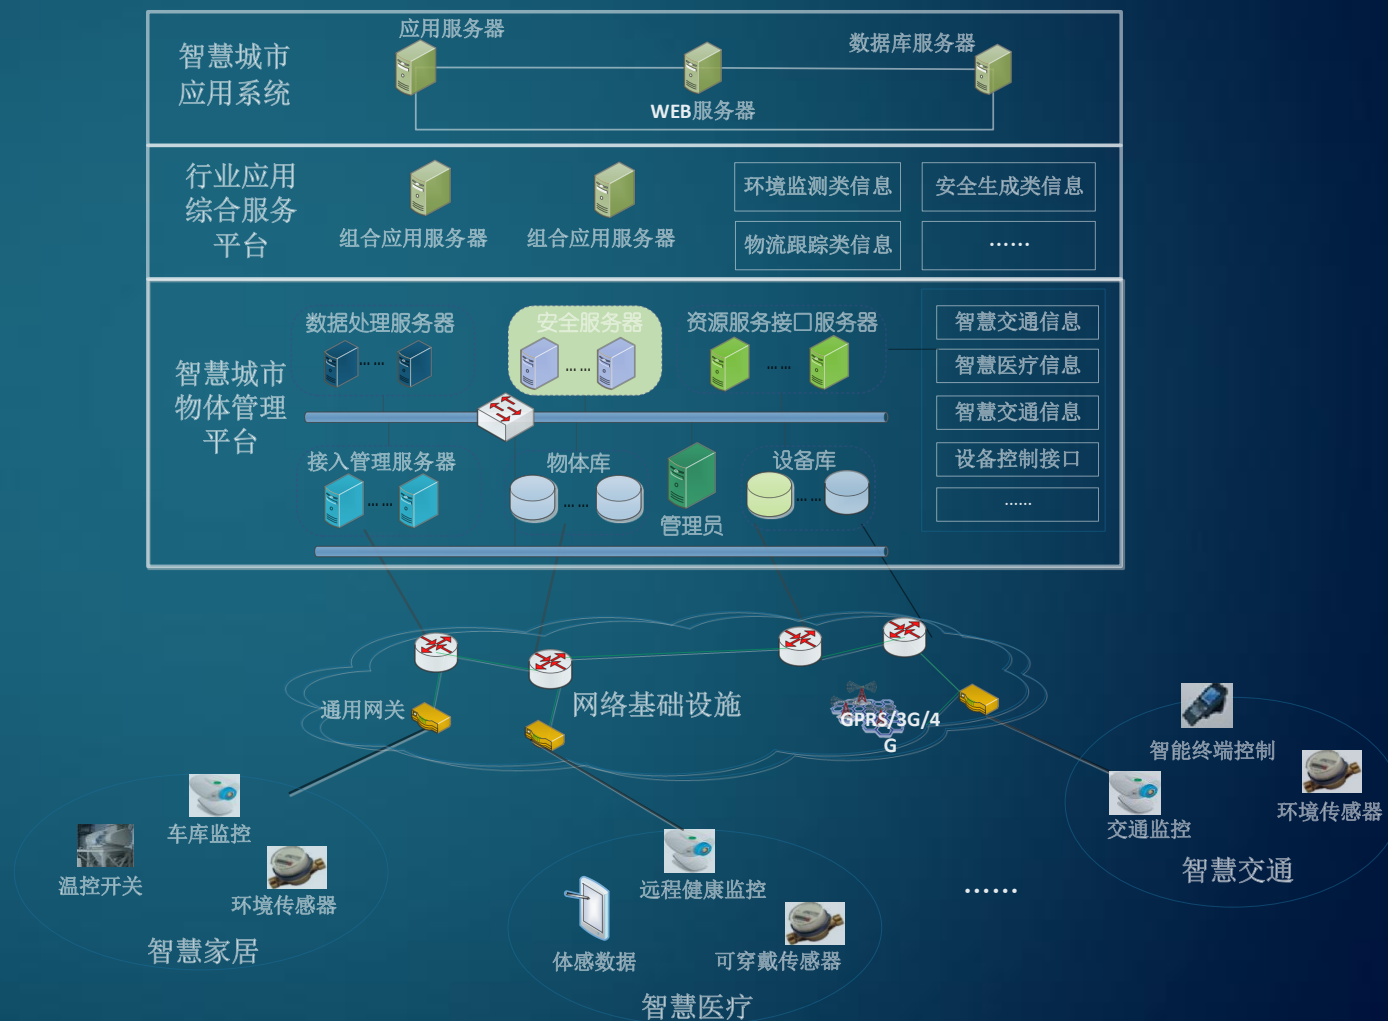 智慧城市
应用系统
应用服务器
WEB服务器
数据库服务器
行业应用
综合服务
平台
组合应用服务器
组合应用服务器
环境监测类信息
安全生成类信息
物流跟踪类信息
……
智慧城市
物体管理
平台
数据处理服务器
……
安全服务器
……
资源服务接口服务器
……
接入管理服务器
……
物体库
……
管理员
设备库
……
智慧交通信息
智慧医疗信息
智慧交通信息
设备控制接口
……
通用网关
网络基础设施
GPRS/3G/4
G
车库监控
温控开关
环境传感器
智慧家居
远程健康监控
体感数据
可穿戴传感器
智慧医疗
……
智能终端控制
环境传感器
交通监控
智慧交通